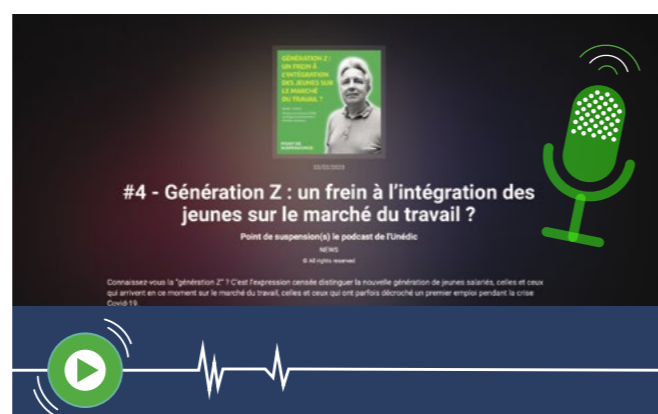 GÉNÉRATION Z :
UN FREIN À
L'INTÉGRATION
DES JEUNES SUR
LE MARCHÉ
DU TRAVAIL ?
POINT DE
#4 - Génération Z : un frein à l'intégration des
jeunes sur le marché du travail ?
Point de suspension(s) le podcast de l'Unédic
NEWS
© All rights reserved
Connaissez-vous la "génération Z" ? C'est l'expression censée distinguer la nouvelle génération de jeunes salariés, celles et ceux
qui arrivent en ce moment sur le marché du travail, celles et ceux qui ont parfois décroché un premier emploi pendant la crise
Covid-19.